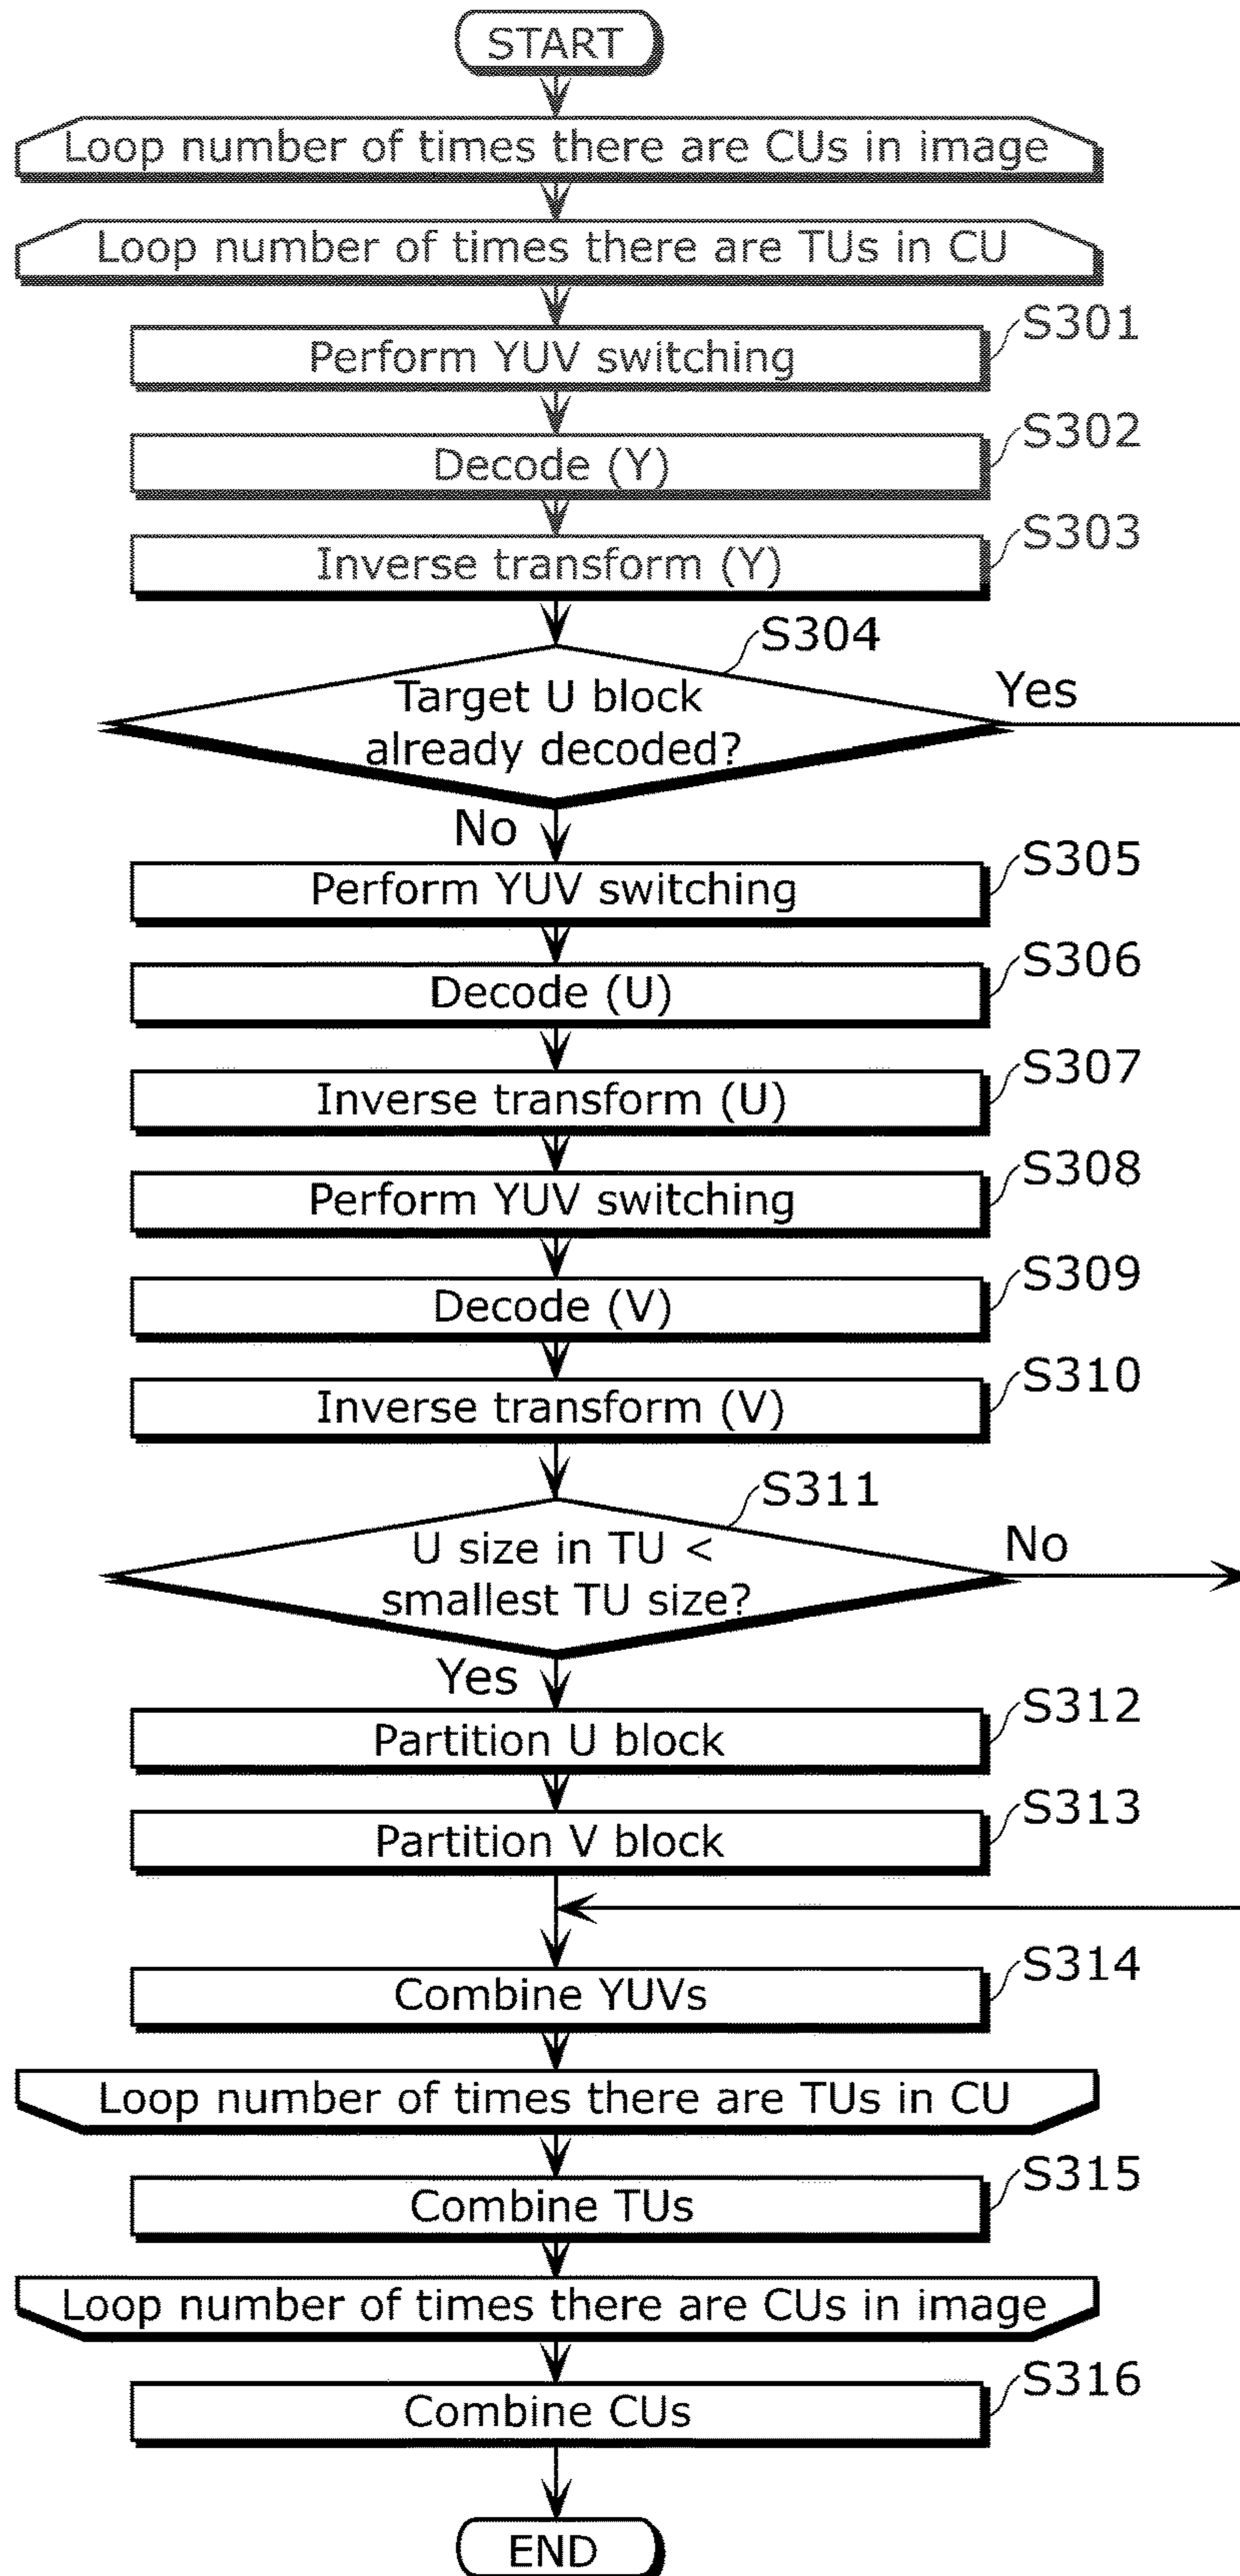 START
Loop number of times there are CUs in image
Loop number of times there are TUs in CU
S301
Perform YUV switching
S302
Decode (Y)
S303
Inverse transform (Y)
S304
Target U block
already decoded?
Yes
No
S305
Perform YUV switching
S306
Decode (U)
S307
Inverse transform (U)
S308
Perform YUV switching
S309
Decode (V)
S310
Inverse transform (V)
S311
U size in TU <
smallest TU size?
No
Yes
S312
Partition U block
S313
Partition V block
S314
Combine YUVs
Loop number of times there are TUs in CU
S315
Combine TUs
Loop number of times there are CUs in image
S316
Combine CUs
END